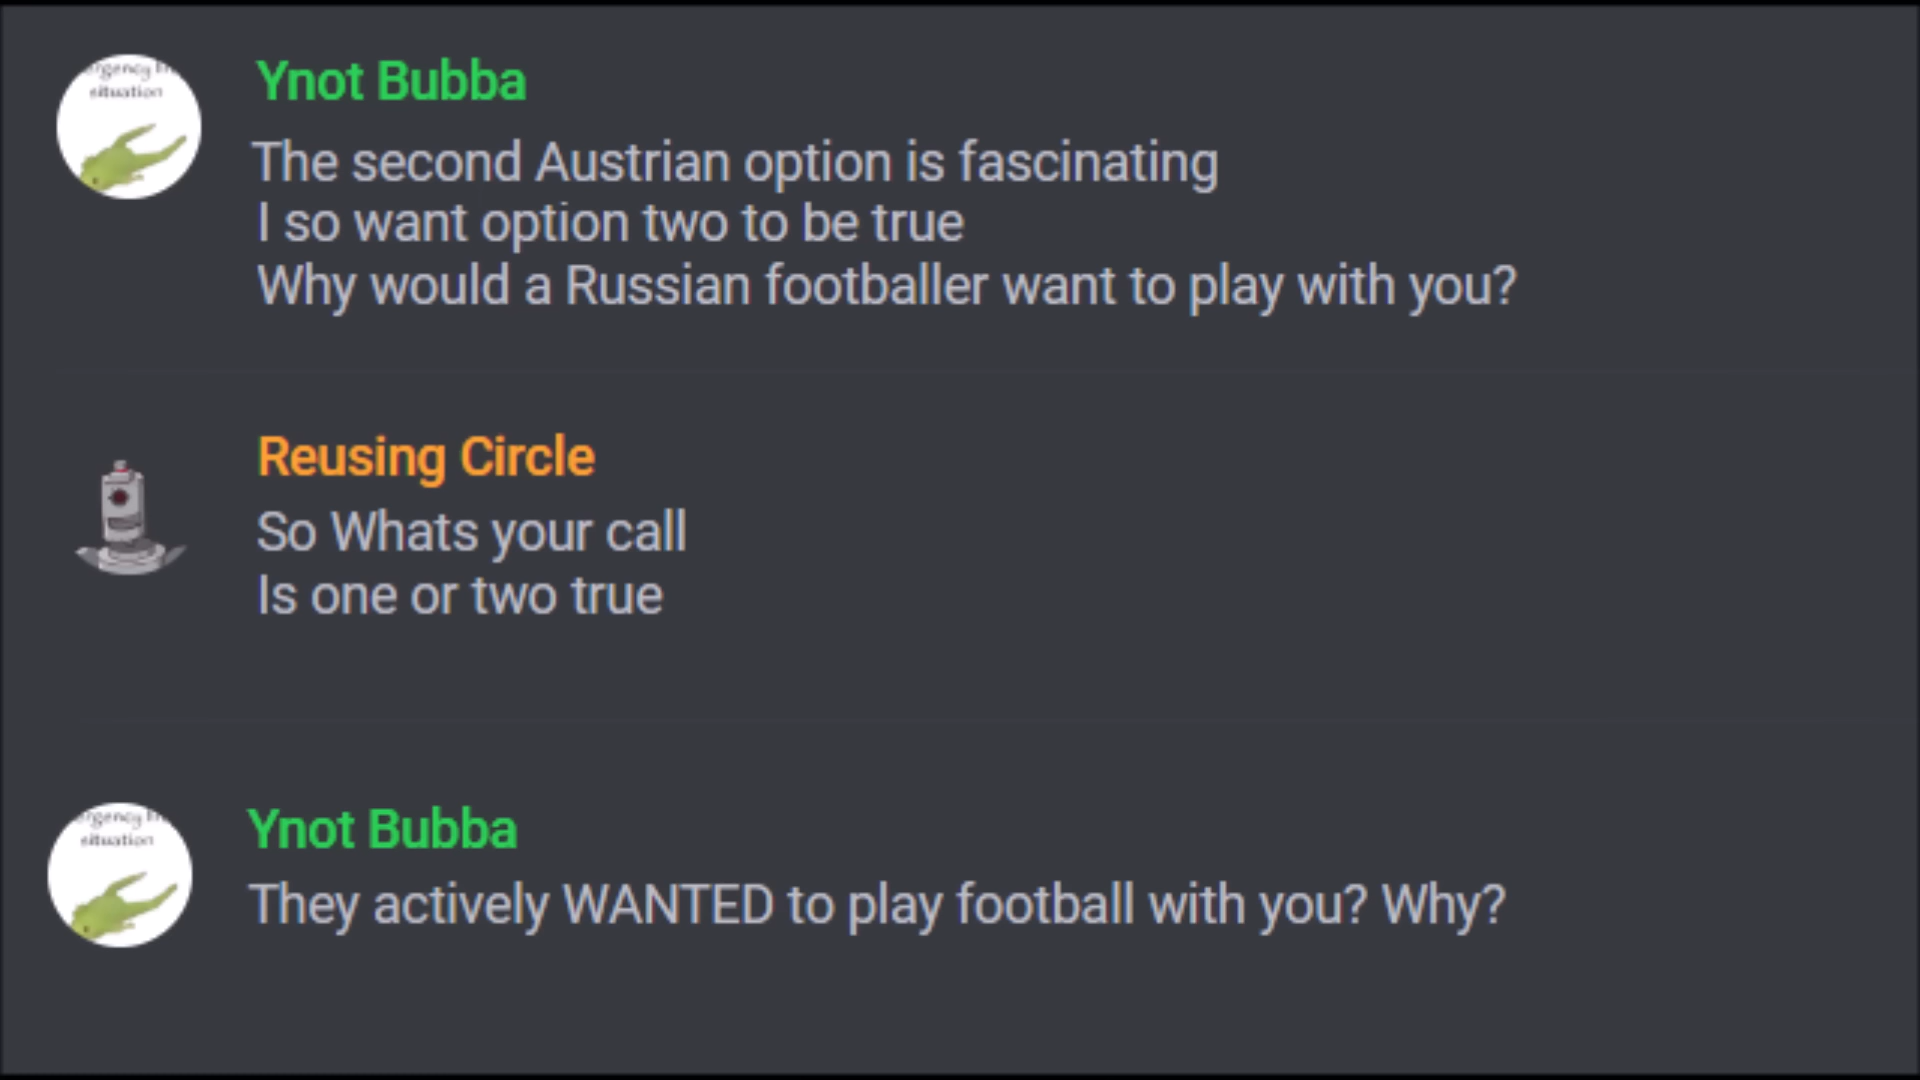 situation
Ynot Bubba
The second Austrian option is fascinating
I so want option two to be true
Why would a Russian footballer want to play with you?
Reusing Circle
So Whats your call
Is one or two true
situation
Ynot Bubba
They actively WANTED to play football with you? Why?